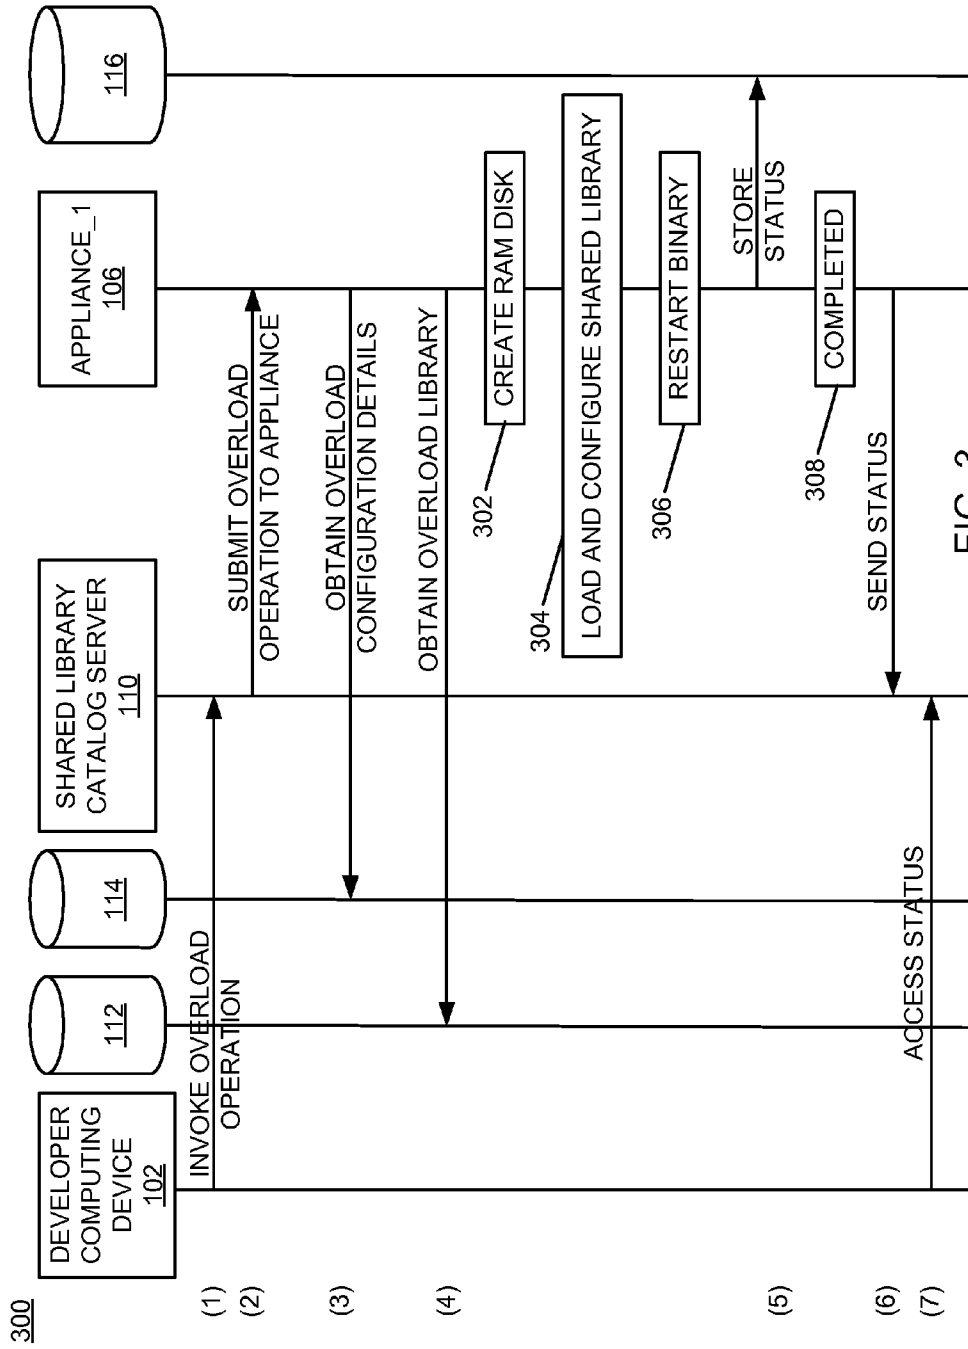 300
DEVELOPER
COMPUTING
DEVICE
102
112
114
SHARED LIBRARY
CATALOG SERVER
110
APPLIANCE_1
106
116
(1)
INVOKE OVERLOAD
OPERATION
(2)
SUBMIT OVERLOAD
OPERATION TO APPLIANCE
(3)
OBTAIN OVERLOAD
CONFIGURATION DETAILS
(4)
OBTAIN OVERLOAD LIBRARY
302
CREATE RAM DISK
304
LOAD AND CONFIGURE SHARED LIBRARY
306
RESTART BINARY
(5)
STORE
STATUS
308
COMPLETED
(6)
SEND STATUS
(7)
ACCESS STATUS
FIG. 3